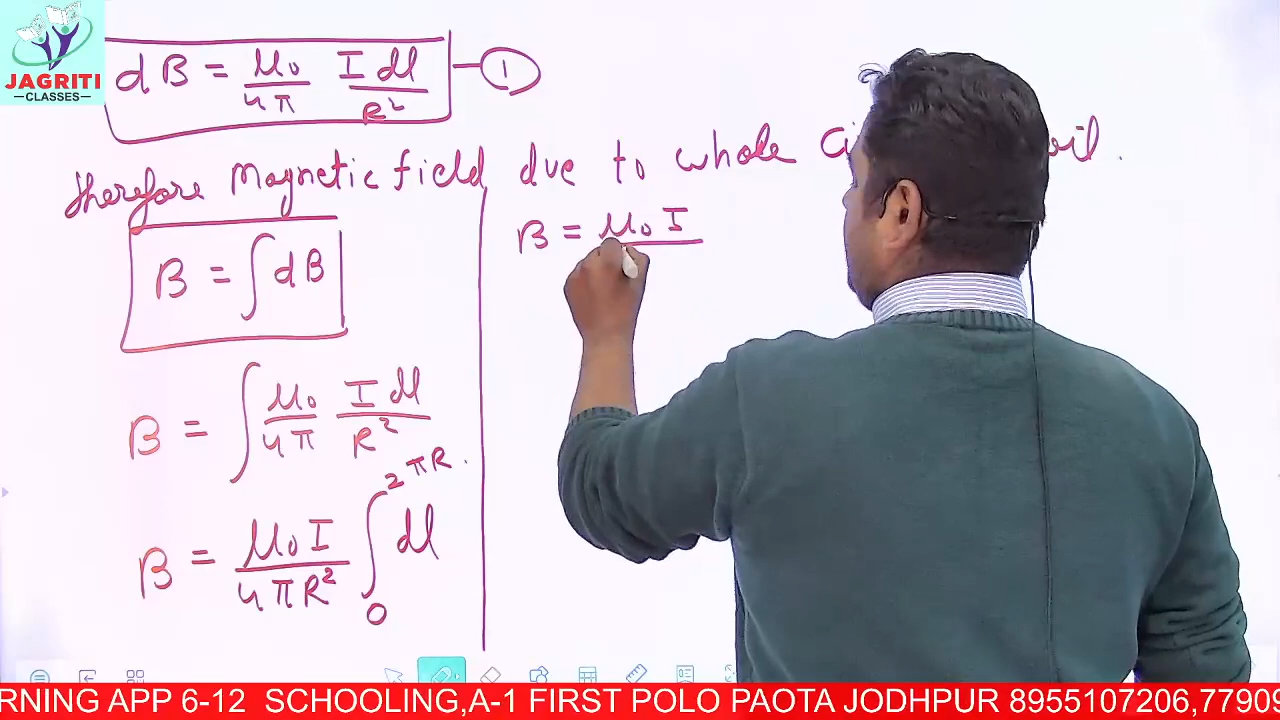 JAGRITI
CLASSES
dB = μ₀/4π I dl/R² — ①
Therefore Magnetic field due to whole
B = ∫dB
B = ∫ μ₀/4π I dl/R²
B = μ₀I/4πR² ∫₀^2πR dl
B = μ₀ I
RNING APP 6-12 SCHOOLING,A-1 FIRST POLO PAOTA JODHPUR 8955107206,77909